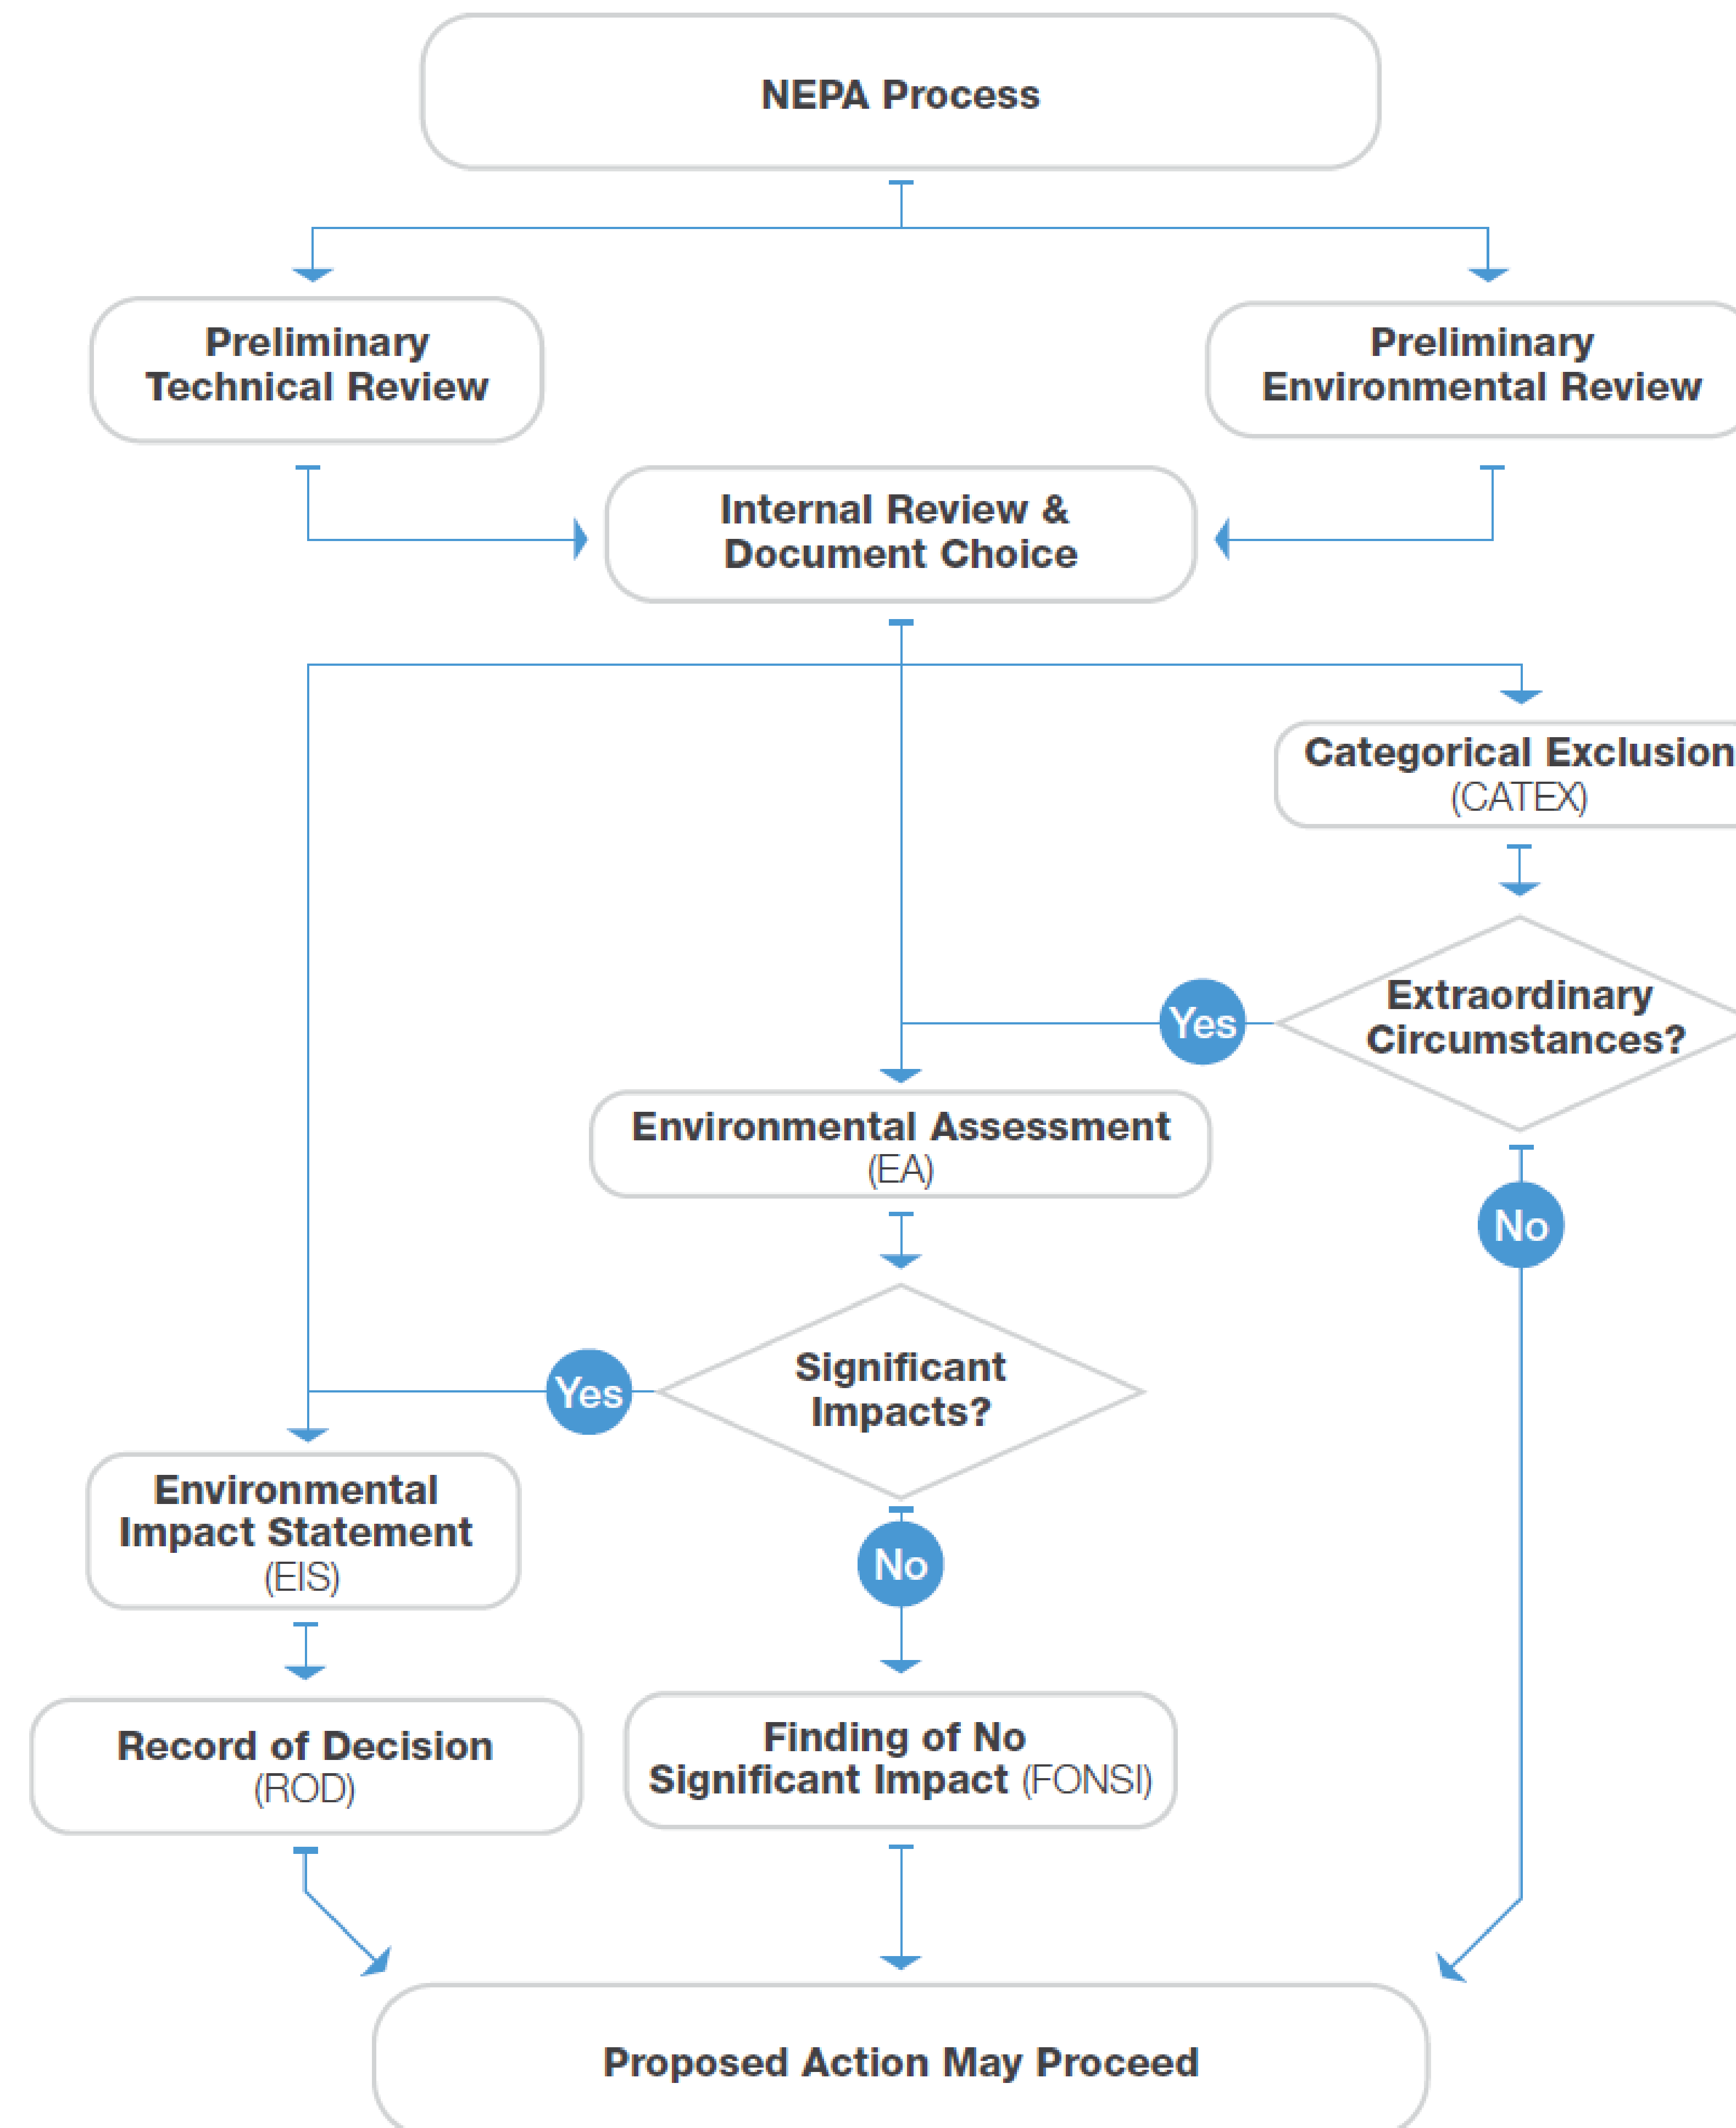 NEPA Process
Preliminary
Technical Review
Preliminary
Environmental Review
Internal Review &
Document Choice
Categorical Exclusion
(CATEX)
Extraordinary
Circumstances?
Yes
Environmental Assessment
(EA)
No
Significant
Impacts?
Yes
Environmental
Impact Statement
(EIS)
No
Record of Decision
(ROD)
Finding of No
Significant Impact (FONSI)
Proposed Action May Proceed